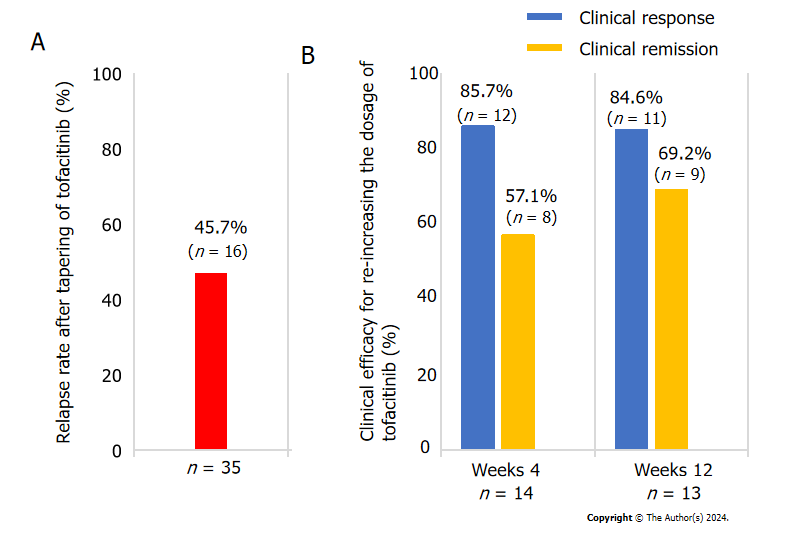 A
Relapse rate after tapering of tofacitinib (%)
100
80
60
40
20
0
45.7%
(n = 16)
n = 35
B
Clinical response
Clinical remission
Clinical efficacy for re-increasing the dosage of
tofacitinib (%)
100
80
60
40
20
0
85.7%
(n = 12)
57.1%
(n = 8)
84.6%
(n = 11)
69.2%
(n = 9)
Weeks 4
n = 14
Weeks 12
n = 13
Copyright © The Author(s) 2024.